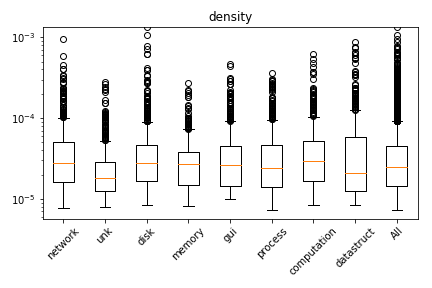 density
10⁻³
10⁻⁴
10⁻⁵
network
unk
disk
memory
gui
process
computation
datastruct
All